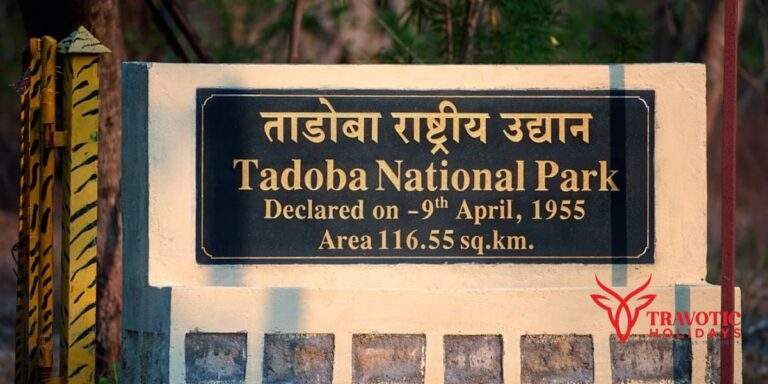 ताडोबा राष्ट्रीय उद्यान
Tadoba National Park
Declared on -9th April, 1955
Area 116.55 sq.km.
TRAVOTIC
HOLIDAYS